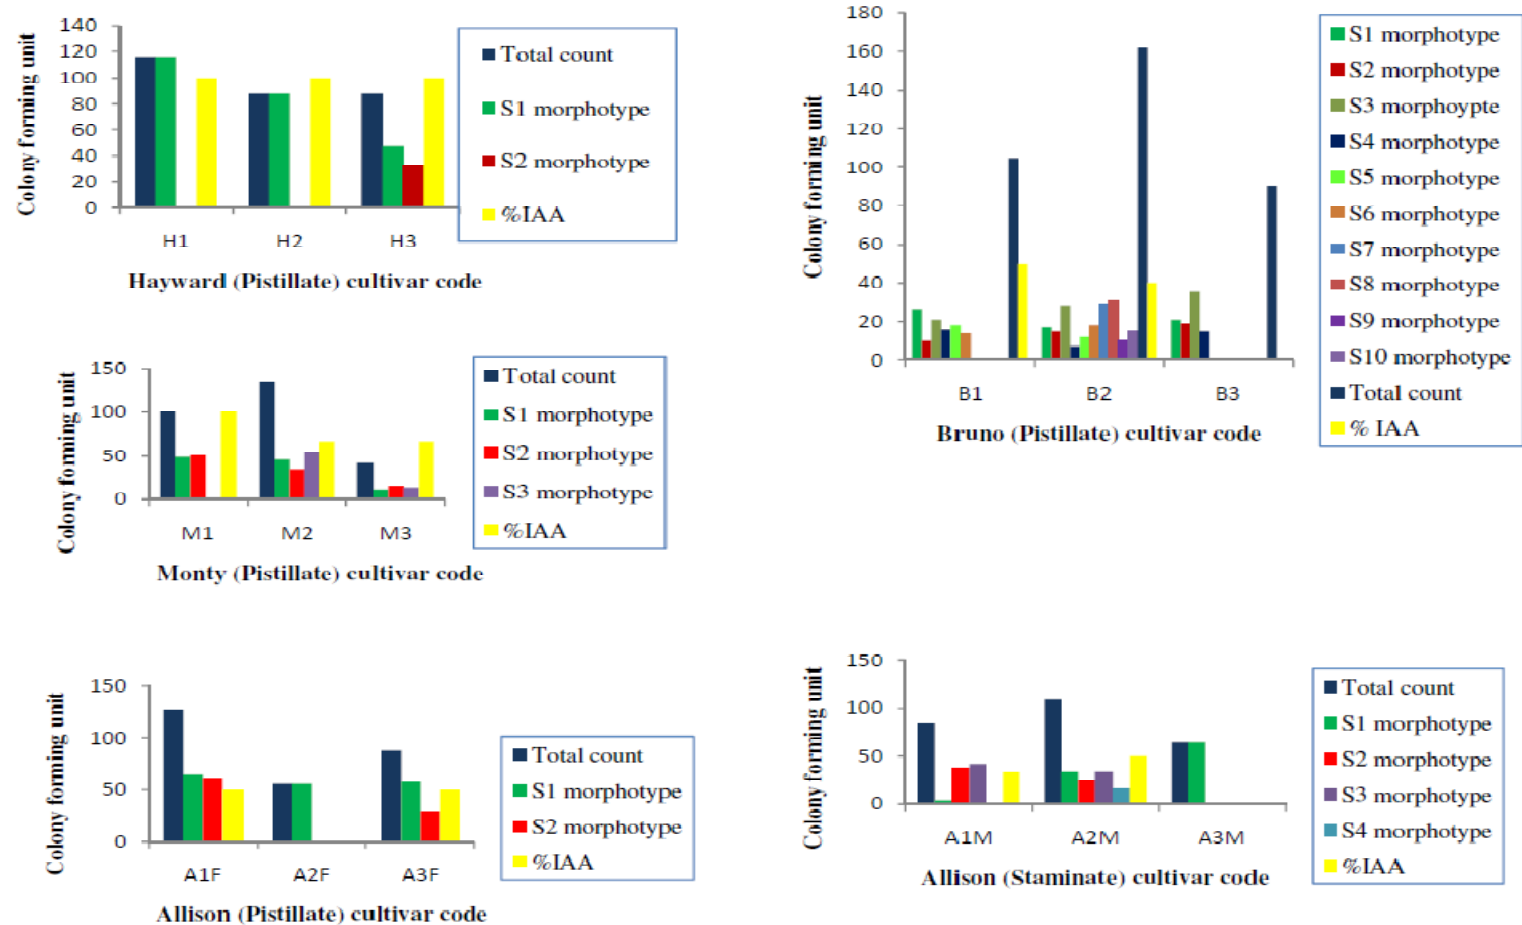 Colony forming unit
140
120
100
80
60
40
20
0
H1 H2 H3
Hayward (Pistillate) cultivar code
Total count
S1 morphotype
S2 morphotype
%IAA
Colony forming unit
180
160
140
120
100
80
60
40
20
0
B1 B2 B3
Bruno (Pistillate) cultivar code
S1 morphotype
S2 morphotype
S3 morphoypte
S4 morphotype
S5 morphotype
S6 morphotype
S7 morphotype
S8 morphotype
S9 morphotype
S10 morphotype
Total count
% IAA
Colony forming unit
150
100
50
0
M1 M2 M3
Monty (Pistillate) cultivar code
Total count
S1 morphotype
S2 morphotype
S3 morphotype
%IAA
Colony forming unit
150
100
50
0
A1F A2F A3F
Allison (Pistillate) cultivar code
Total count
S1 morphotype
S2 morphotype
%IAA
Colony forming unit
150
100
50
0
A1M A2M A3M
Allison (Staminate) cultivar code
Total count
S1 morphotype
S2 morphotype
S3 morphotype
S4 morphotype
%IAA